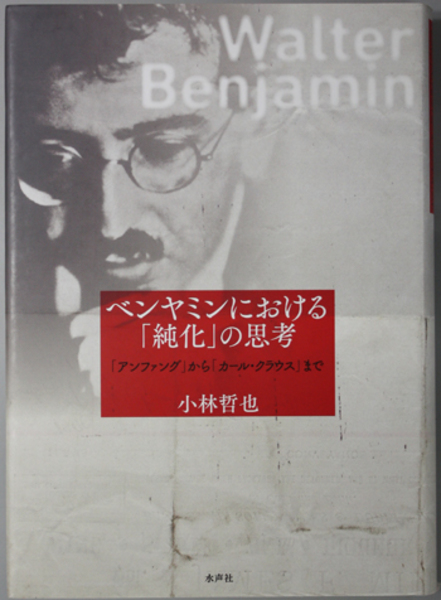 Walter
Benjamin
ベンヤミンにおける
「純化」の思考
「アンファング」から「カール・クラウス」まで
小林哲也
水声社